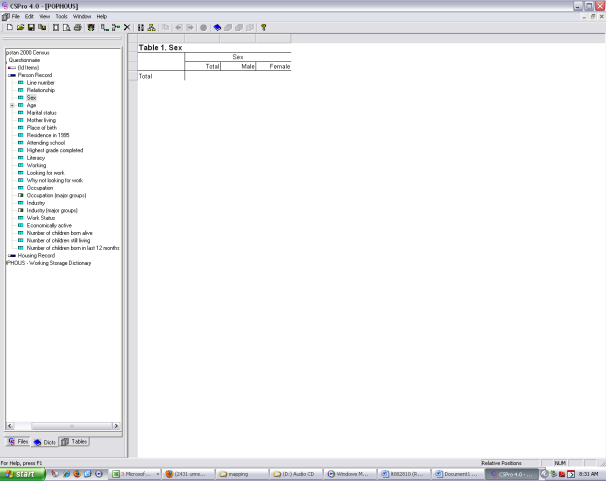 CSPro 4.0 - [POPHOUS]
File Edit View Tools Window Help
pstan 2000 Census
Questionnaire
(Id Items)
Person Record
Line number
Relationship
Sex
Age
Marital status
Mother living
Place of birth
Residence in 1995
Attending school
Highest grade completed
Literacy
Working
Looking for work
Why not looking for work
Occupation
Occupation (major groups)
Industry
Industry (major groups)
Work Status
Economically active
Number of children born alive
Number of children still living
Number of children born in last 12 months
Housing Record
PHOUS - Working Storage Dictionary
Table 1. Sex
Sex
Total Male Female
Total
Files Dicts Tables
For Help, press F1
Relative Positions NUM
start 3 Microsof... (2431 unre... mapping (D:) Audio CD Windows M... Document1 ... CSPro 4.0 - ... 8:31 AM